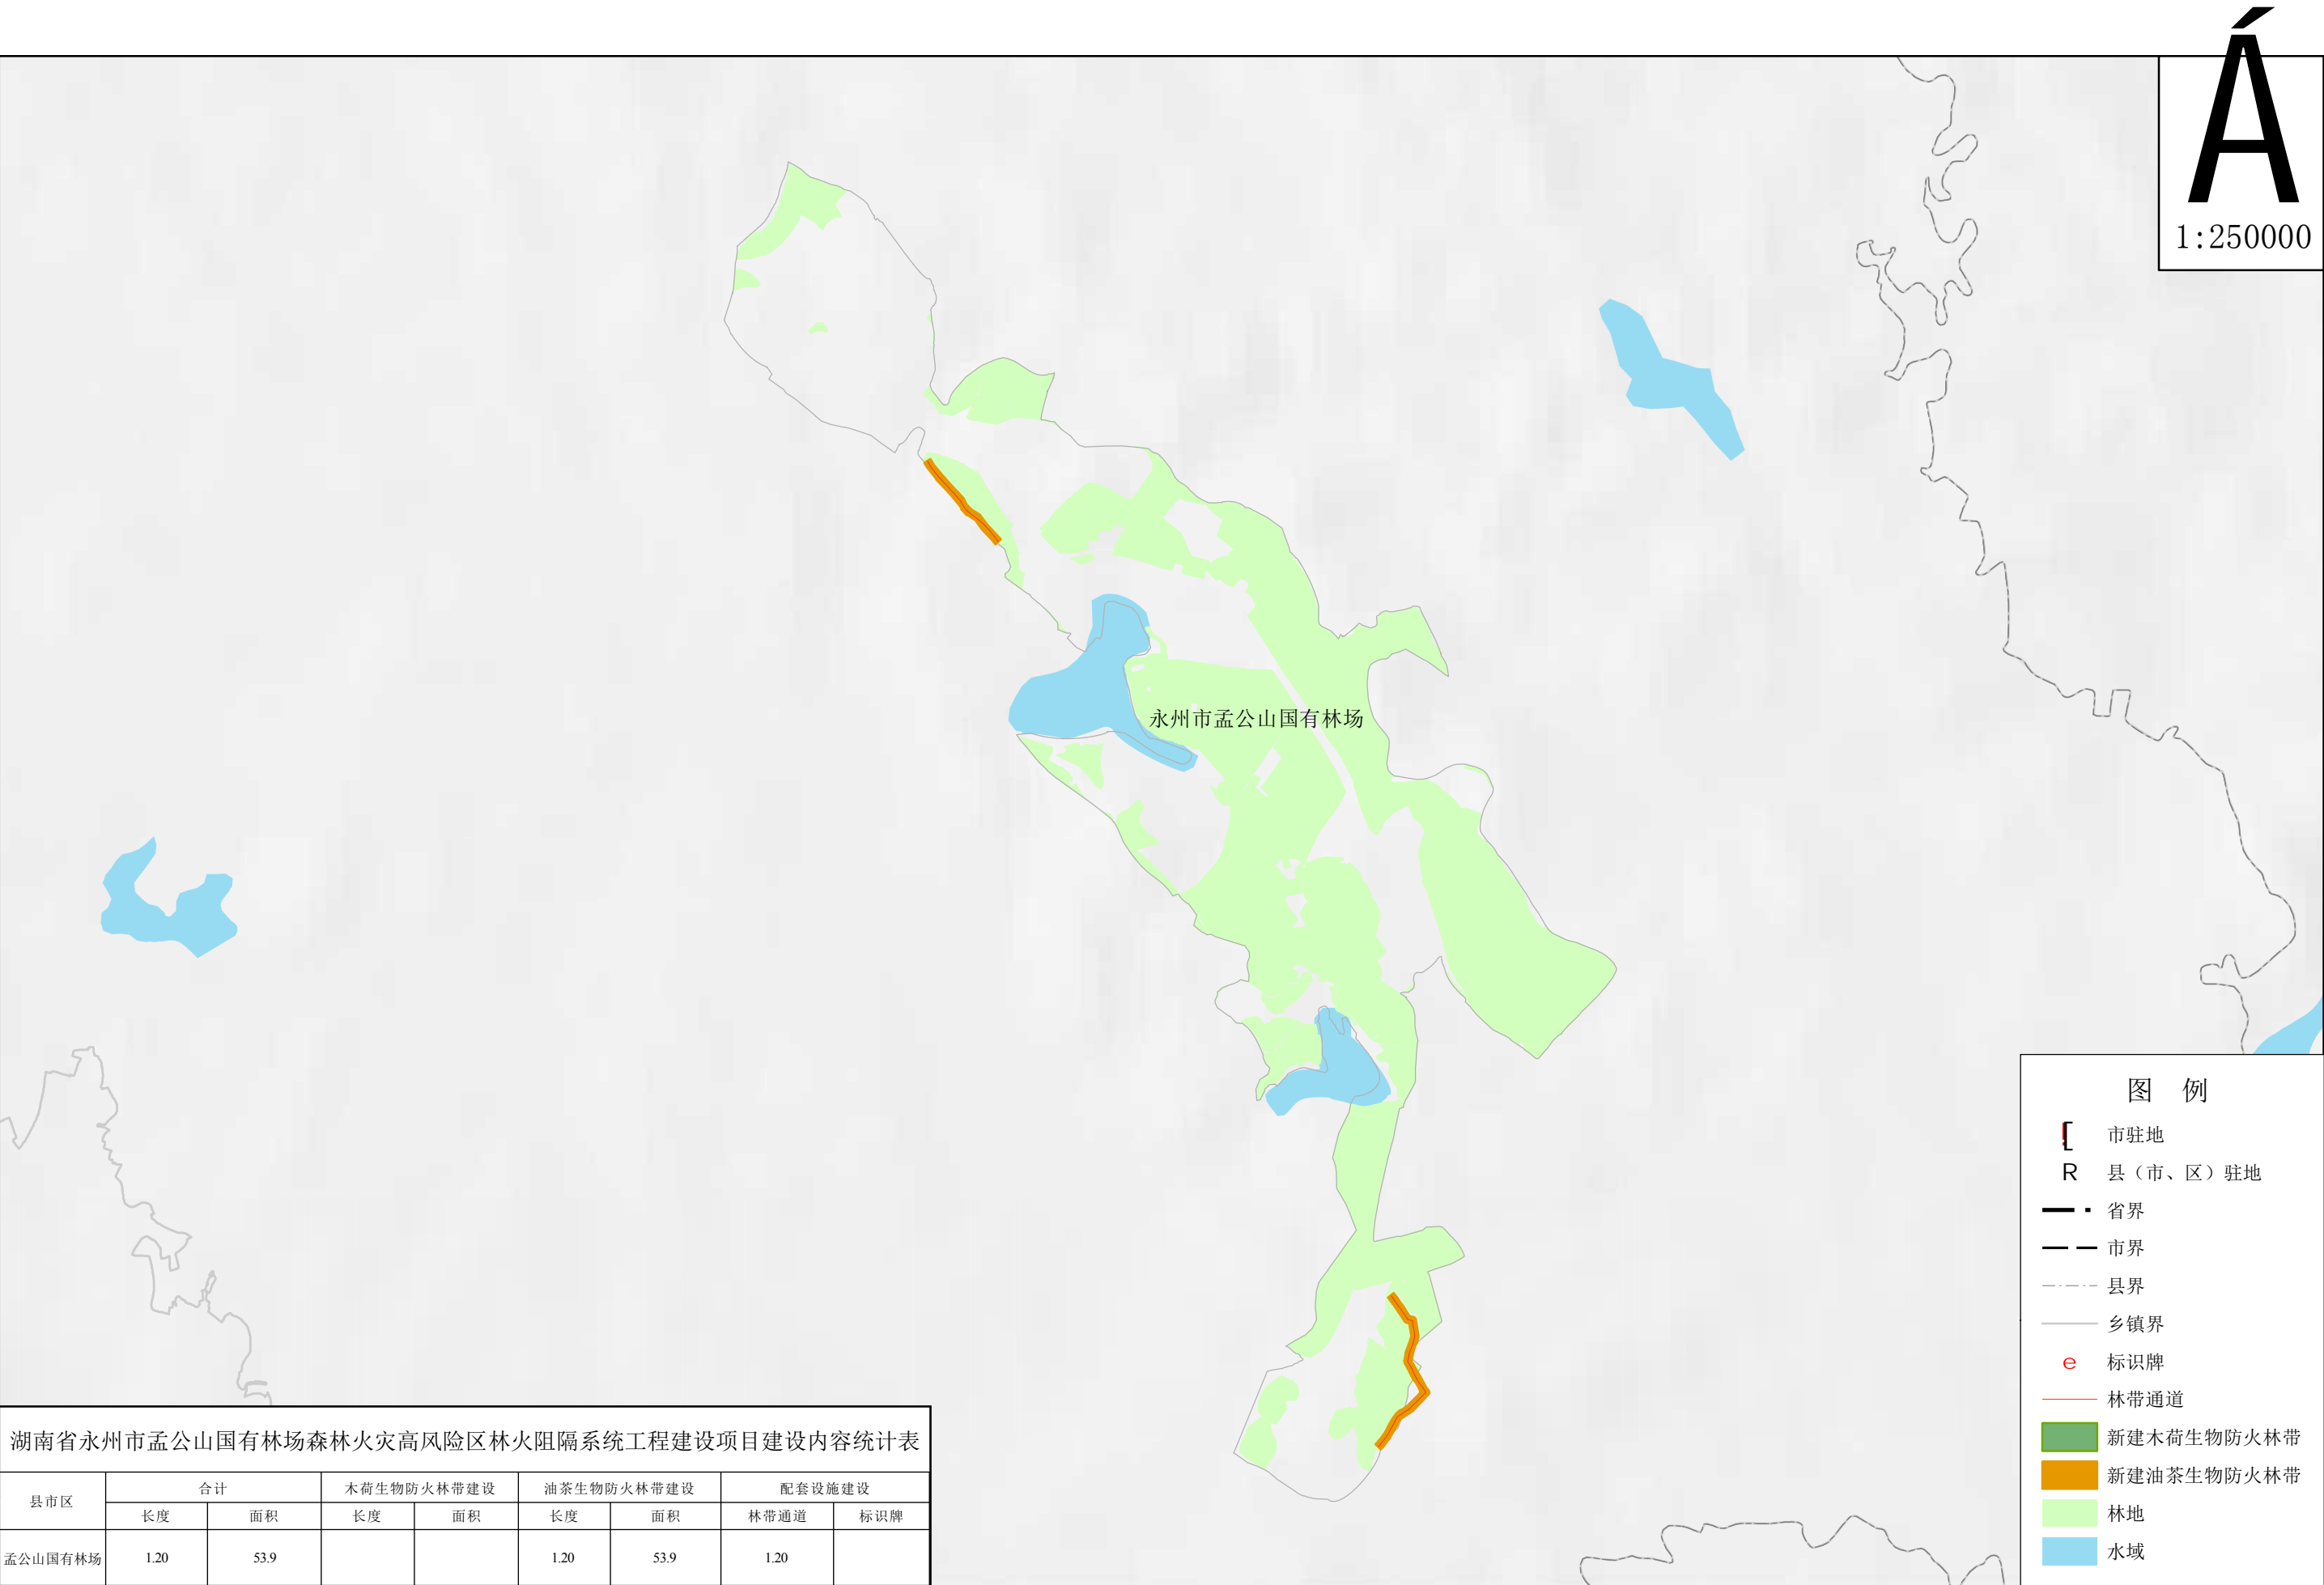 Á
1:250000
永州市孟公山国有林场
图 例
[ 市驻地
R 县（市、区）驻地
省界
市界
县界
乡镇界
e 标识牌
林带通道
新建木荷生物防火林带
新建油茶生物防火林带
林地
水域
湖南省永州市孟公山国有林场森林火灾高风险区林火阻隔系统工程建设项目建设内容统计表
县市区 合计 木荷生物防火林带建设 油茶生物防火林带建设 配套设施建设
长度 面积 长度 面积 长度 面积 林带通道 标识牌
孟公山国有林场 1.20 53.9 1.20 53.9 1.20